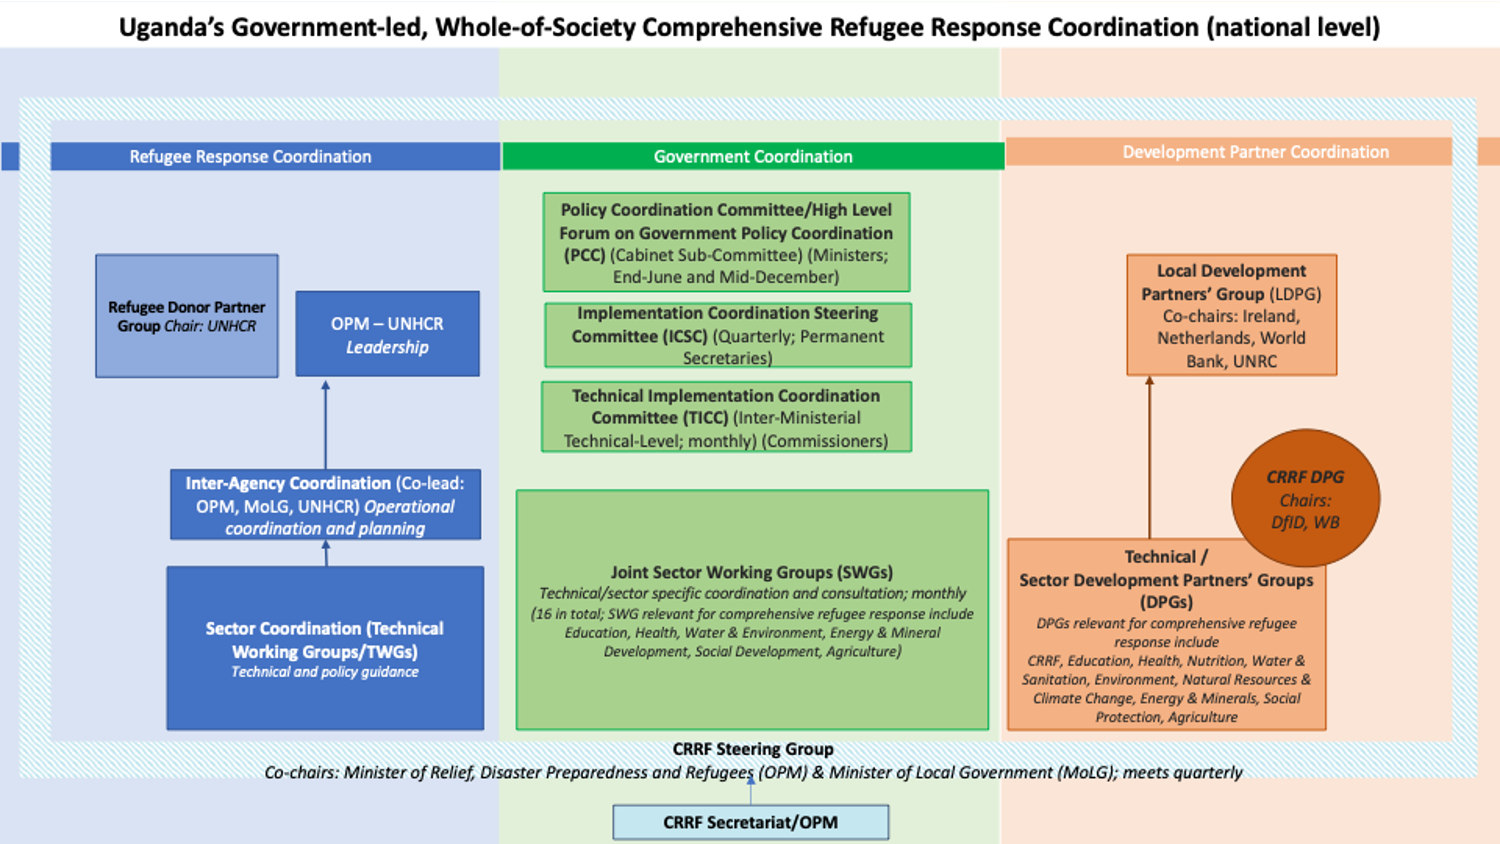 Uganda’s Government-led, Whole-of-Society Comprehensive Refugee Response Coordination (national level)
Refugee Response Coordination
Refugee Donor Partner
Group Chair: UNHCR
OPM – UNHCR
Leadership
Inter-Agency Coordination (Co-lead:
OPM, MoLG, UNHCR) Operational
coordination and planning
Sector Coordination (Technical
Working Groups/TWGs)
Technical and policy guidance
Government Coordination
Policy Coordination Committee/High Level
Forum on Government Policy Coordination
(PCC) (Cabinet Sub-Committee) (Ministers;
End-June and Mid-December)
Implementation Coordination Steering
Committee (ICSC) (Quarterly; Permanent
Secretaries)
Technical Implementation Coordination
Committee (TICC) (Inter-Ministerial
Technical-Level; monthly) (Commissioners)
Joint Sector Working Groups (SWGs)
Technical/sector specific coordination and consultation; monthly
(16 in total; SWG relevant for comprehensive refugee response include
Education, Health, Water & Environment, Energy & Mineral
Development, Social Development, Agriculture)
Development Partner Coordination
Local Development
Partners’ Group (LDPG)
Co-chairs: Ireland,
Netherlands, World
Bank, UNRC
CRRF DPG
Chairs:
DfID, WB
Technical /
Sector Development Partners’ Groups
(DPGs)
DPGs relevant for comprehensive refugee
response include
CRRF, Education, Health, Nutrition, Water &
Sanitation, Environment, Natural Resources &
Climate Change, Energy & Minerals, Social
Protection, Agriculture
CRRF Steering Group
Co-chairs: Minister of Relief, Disaster Preparedness and Refugees (OPM) & Minister of Local Government (MoLG); meets quarterly
CRRF Secretariat/OPM